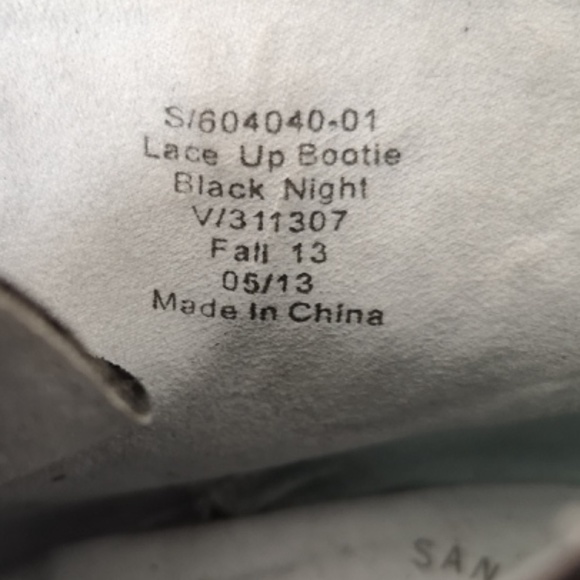 S/604040-01
Lace Up Bootie
Black Night
V/311307
Fall 13
05/13
Made In China
SAN